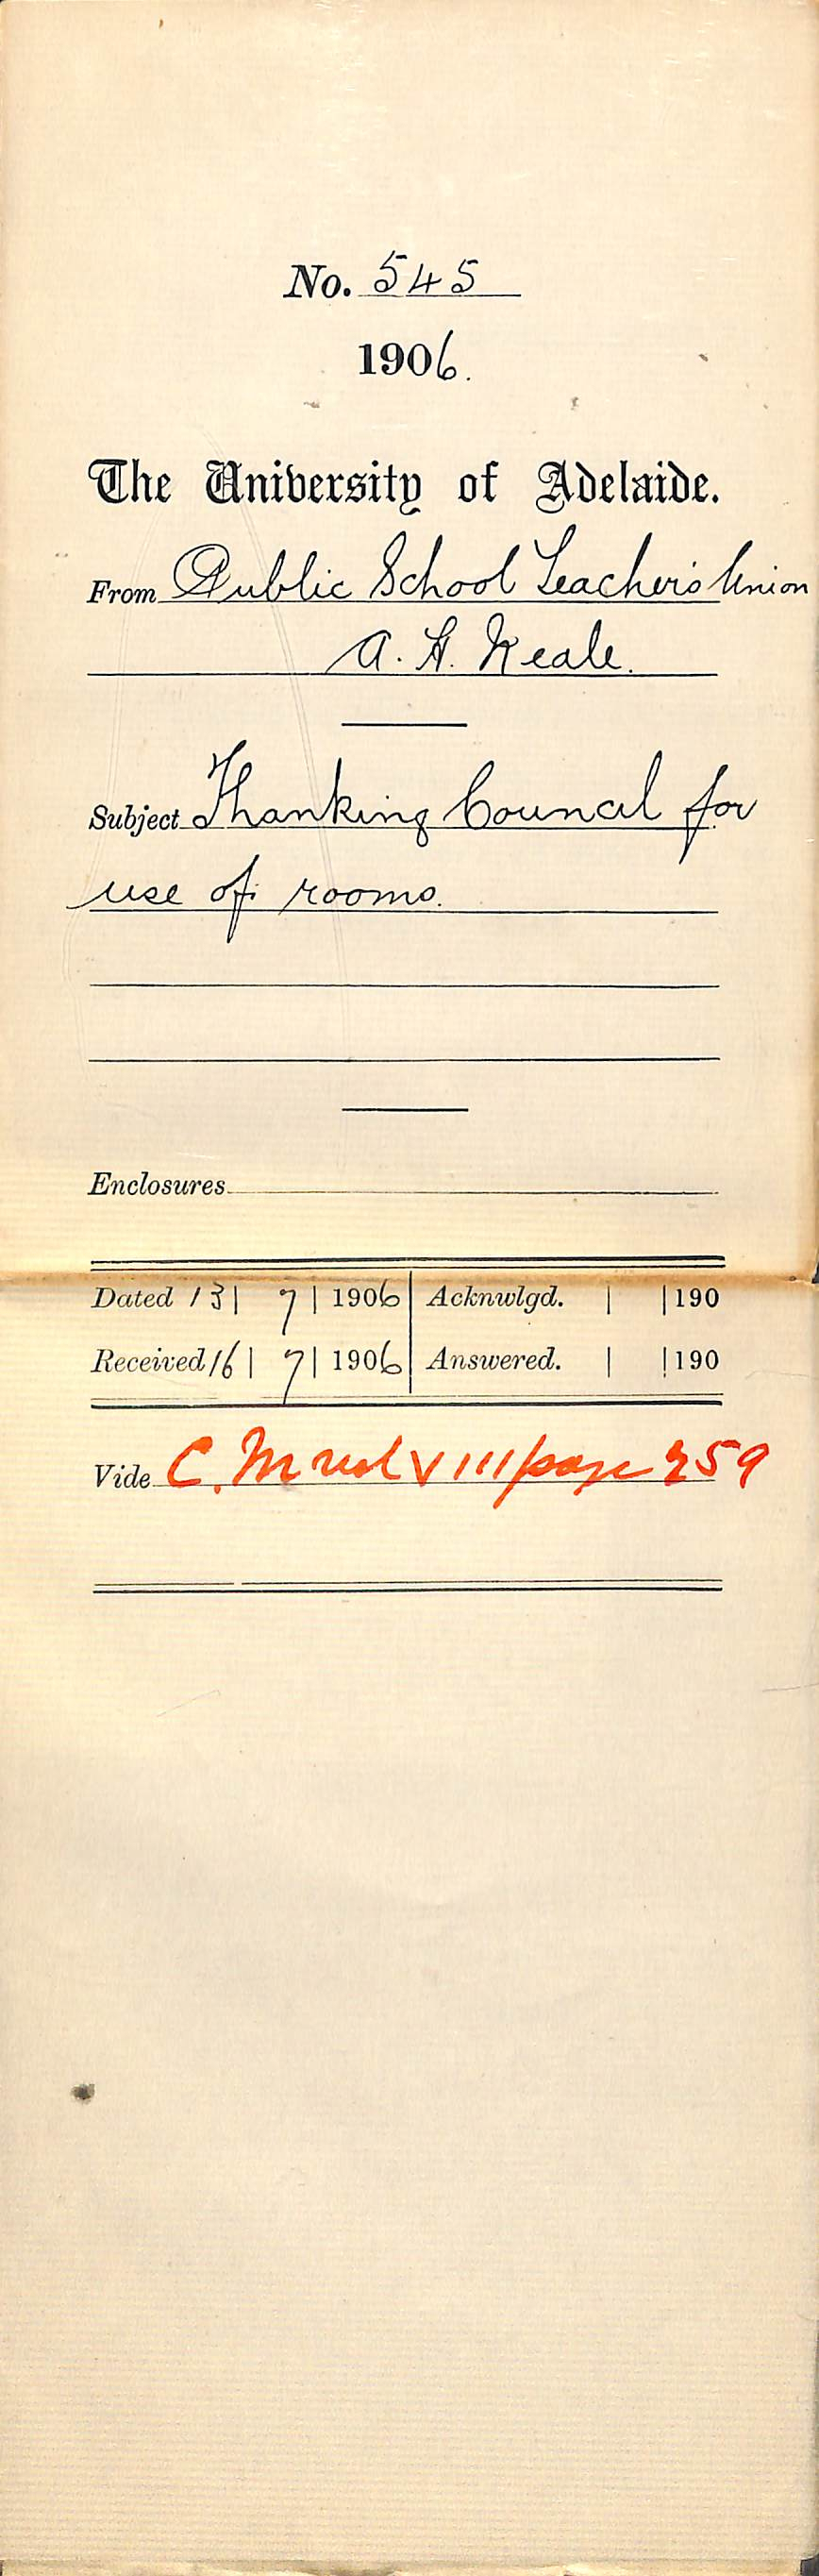 No. 545
1906.
The University of Adelaide.
From Public School Teachers Union
A. H. Neale.
Subject Thanking Council for
use of rooms.
Enclosures
Dated 13 | 7 | 1906 Acknwlgd. | | 190
Received 16 | 7 | 1906 Answered. | | 190
Vide C. M vol VIII page 259